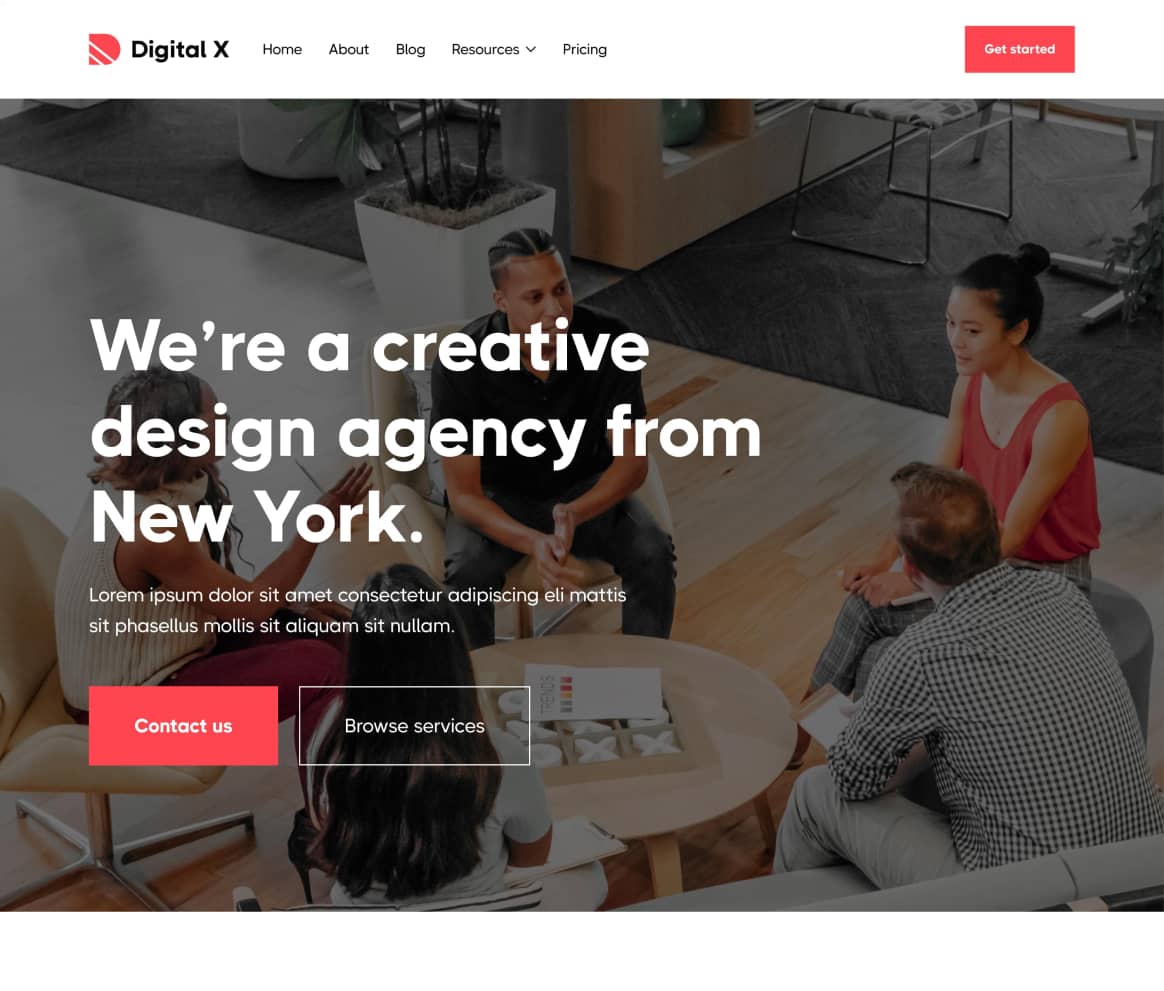 Digital X
Home
About
Blog
Resources
Pricing
Get started
We’re a creative
design agency from
New York.
Lorem ipsum dolor sit amet consectetur adipiscing eli mattis
sit phasellus mollis sit aliquam sit nullam.
Contact us
Browse services
TRENDS